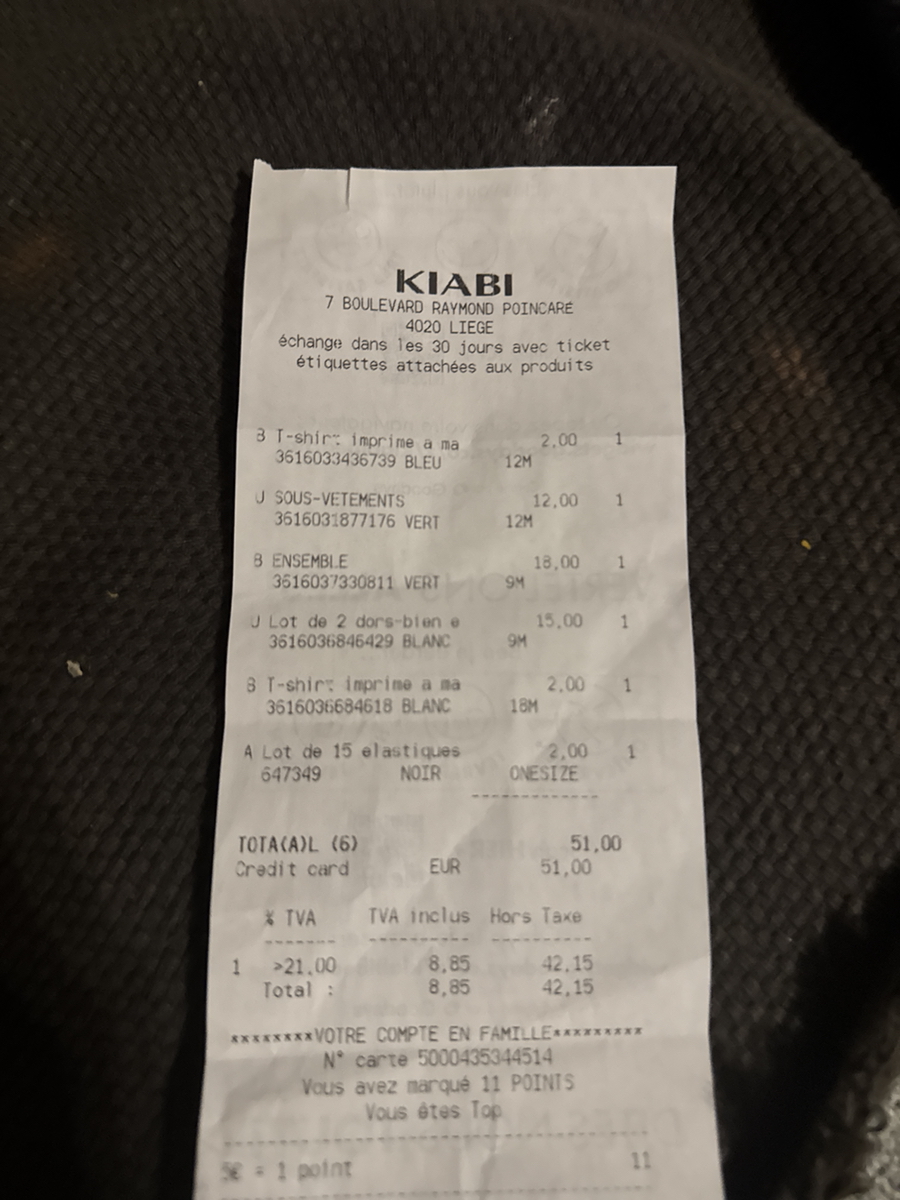 KIABI
7 BOULEVARD RAYMOND POINCARE
4020 LIEGE
échange dans les 30 jours avec ticket
étiquettes attachées aux produits
B T-shirt imprime a ma 2,00 1
3616033436739 BLEU 12M
J SOUS-VETEMENTS 12,00 1
3616031877176 VERT 12M
B ENSEMBLE 18,00 1
3616037330811 VERT 9M
J Lot de 2 dors-bien e 15,00 1
3616036846429 BLANC 9M
B T-shirt imprime a ma 2,00 1
3616036684618 BLANC 18M
A Lot de 15 elastiques 2,00 1
647349 NOIR ONESIZE
-------------
TOTA(A)L (6) 51,00
Credit card EUR 51,00
% TVA TVA inclus Hors Taxe
------- ---------- ----------
1 >21,00 8,85 42,15
Total : 8,85 42,15
********VOTRE COMPTE EN FAMILLE*********
N° carte 5000435344514
Vous avez marqué 11 POINTS
Vous êtes Top
5€ = 1 point 11